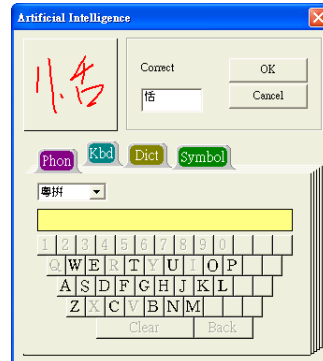 Artificial Intelligence
恬
Correct
恬
OK
Cancel
Phon Kbd Dict Symbol
粵拼
1 2 3 4 5 6 7 8 9 0
Q W E R T Y U I O P
A S D F G H J K L
Z X C V B N M
Clear Back